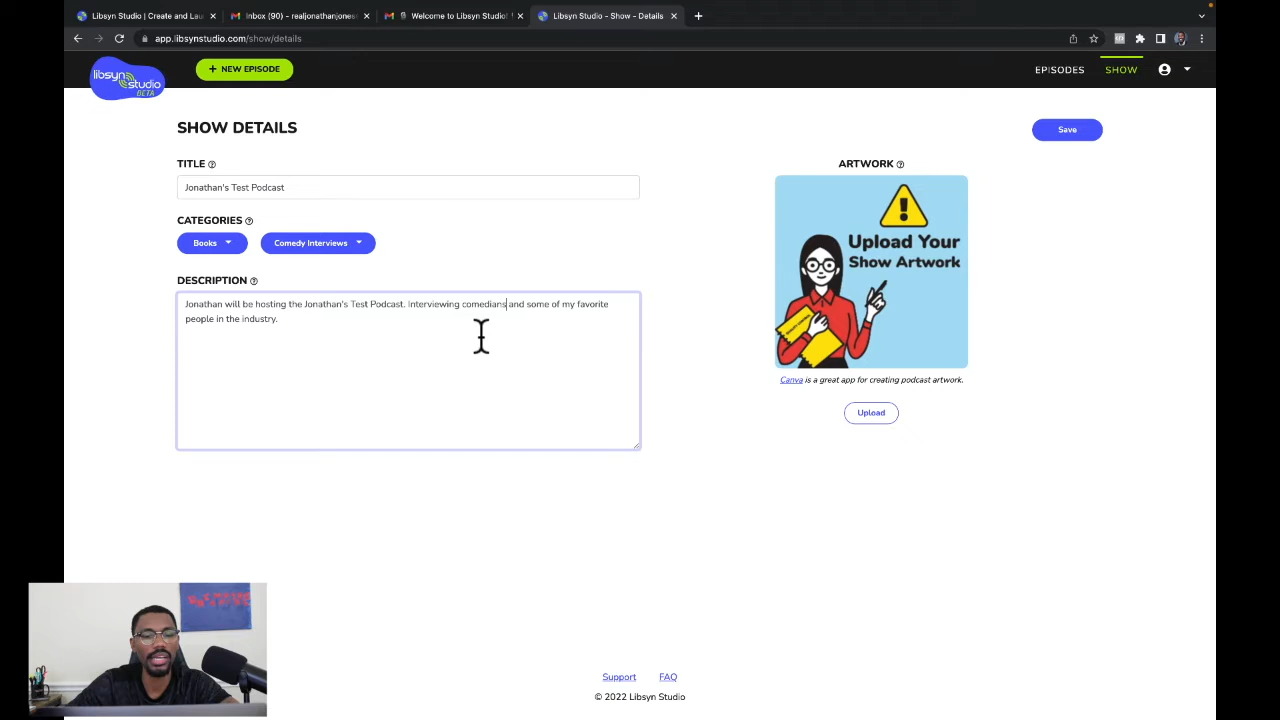 Libsyn Studio | Create and Lau
Inbox (90) - realjonathanjones
Welcome to Libsyn Studio!
Libsyn Studio - Show - Details
app.libsynstudio.com/show/details
libsyn
studio
BETA
+ NEW EPISODE
EPISODES
SHOW
SHOW DETAILS
Save
TITLE
Jonathan's Test Podcast
CATEGORIES
Books
Comedy Interviews
DESCRIPTION
Jonathan will be hosting the Jonathan's Test Podcast. Interviewing comedians and some of my favorite
people in the industry.
ARTWORK
Upload Your
Show Artwork
Canva is a great app for creating podcast artwork.
Upload
Support
FAQ
© 2022 Libsyn Studio